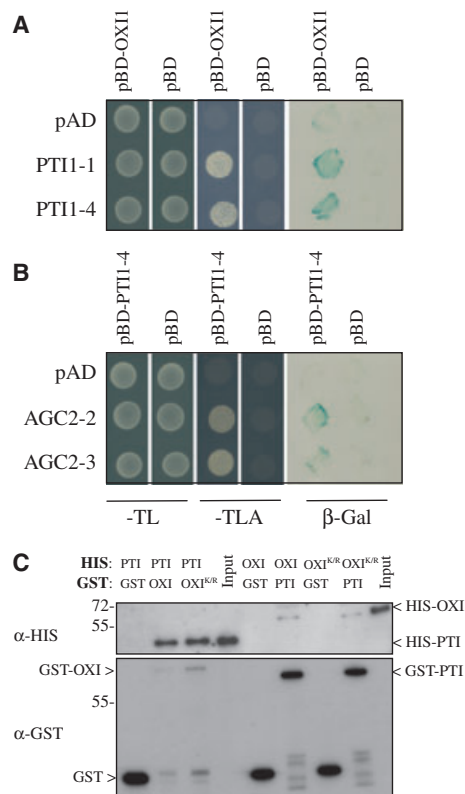 A
pBD-OXI1 pBD pBD-OXI1 pBD pBD-OXI1 pBD
pAD
PTI1-1
PTI1-4
B
pBD-PTI1-4 pBD pBD-PTI1-4 pBD pBD-PTI1-4 pBD
pAD
AGC2-2
AGC2-3
-TL -TLA β-Gal
C
HIS: PTI PTI PTI Input OXI OXI OXI^K/R OXI^K/R Input
GST: GST OXI OXI^K/R GST PTI GST PTI
72-
55-
α-HIS
< HIS-OXI
< HIS-PTI
GST-OXI > < GST-PTI
55-
α-GST
GST >